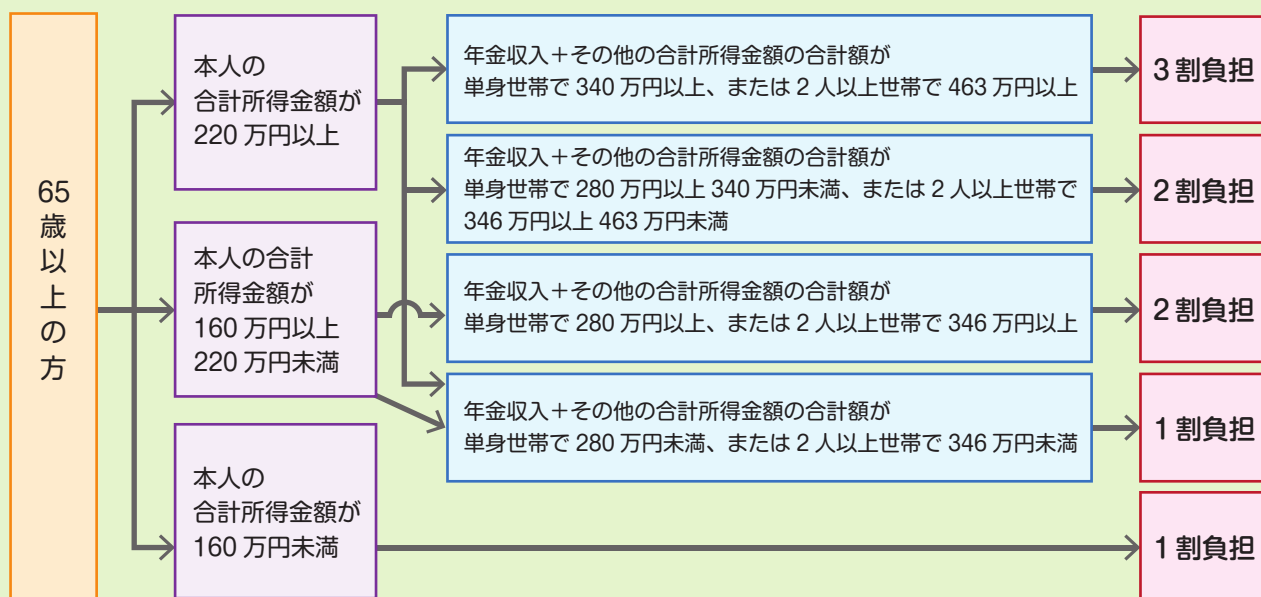 65歳以上の方
本人の
合計所得金額が
220 万円以上
年金収入＋その他の合計所得金額の合計額が
単身世帯で 340 万円以上、または 2 人以上世帯で 463 万円以上
3 割負担
年金収入＋その他の合計所得金額の合計額が
単身世帯で 280 万円以上 340 万円未満、または 2 人以上世帯で
346 万円以上 463 万円未満
2 割負担
本人の合計
所得金額が
160 万円以上
220 万円未満
年金収入＋その他の合計所得金額の合計額が
単身世帯で 280 万円以上、または 2 人以上世帯で 346 万円以上
2 割負担
年金収入＋その他の合計所得金額の合計額が
単身世帯で 280 万円未満、または 2 人以上世帯で 346 万円未満
1 割負担
本人の
合計所得金額が
160 万円未満
1 割負担